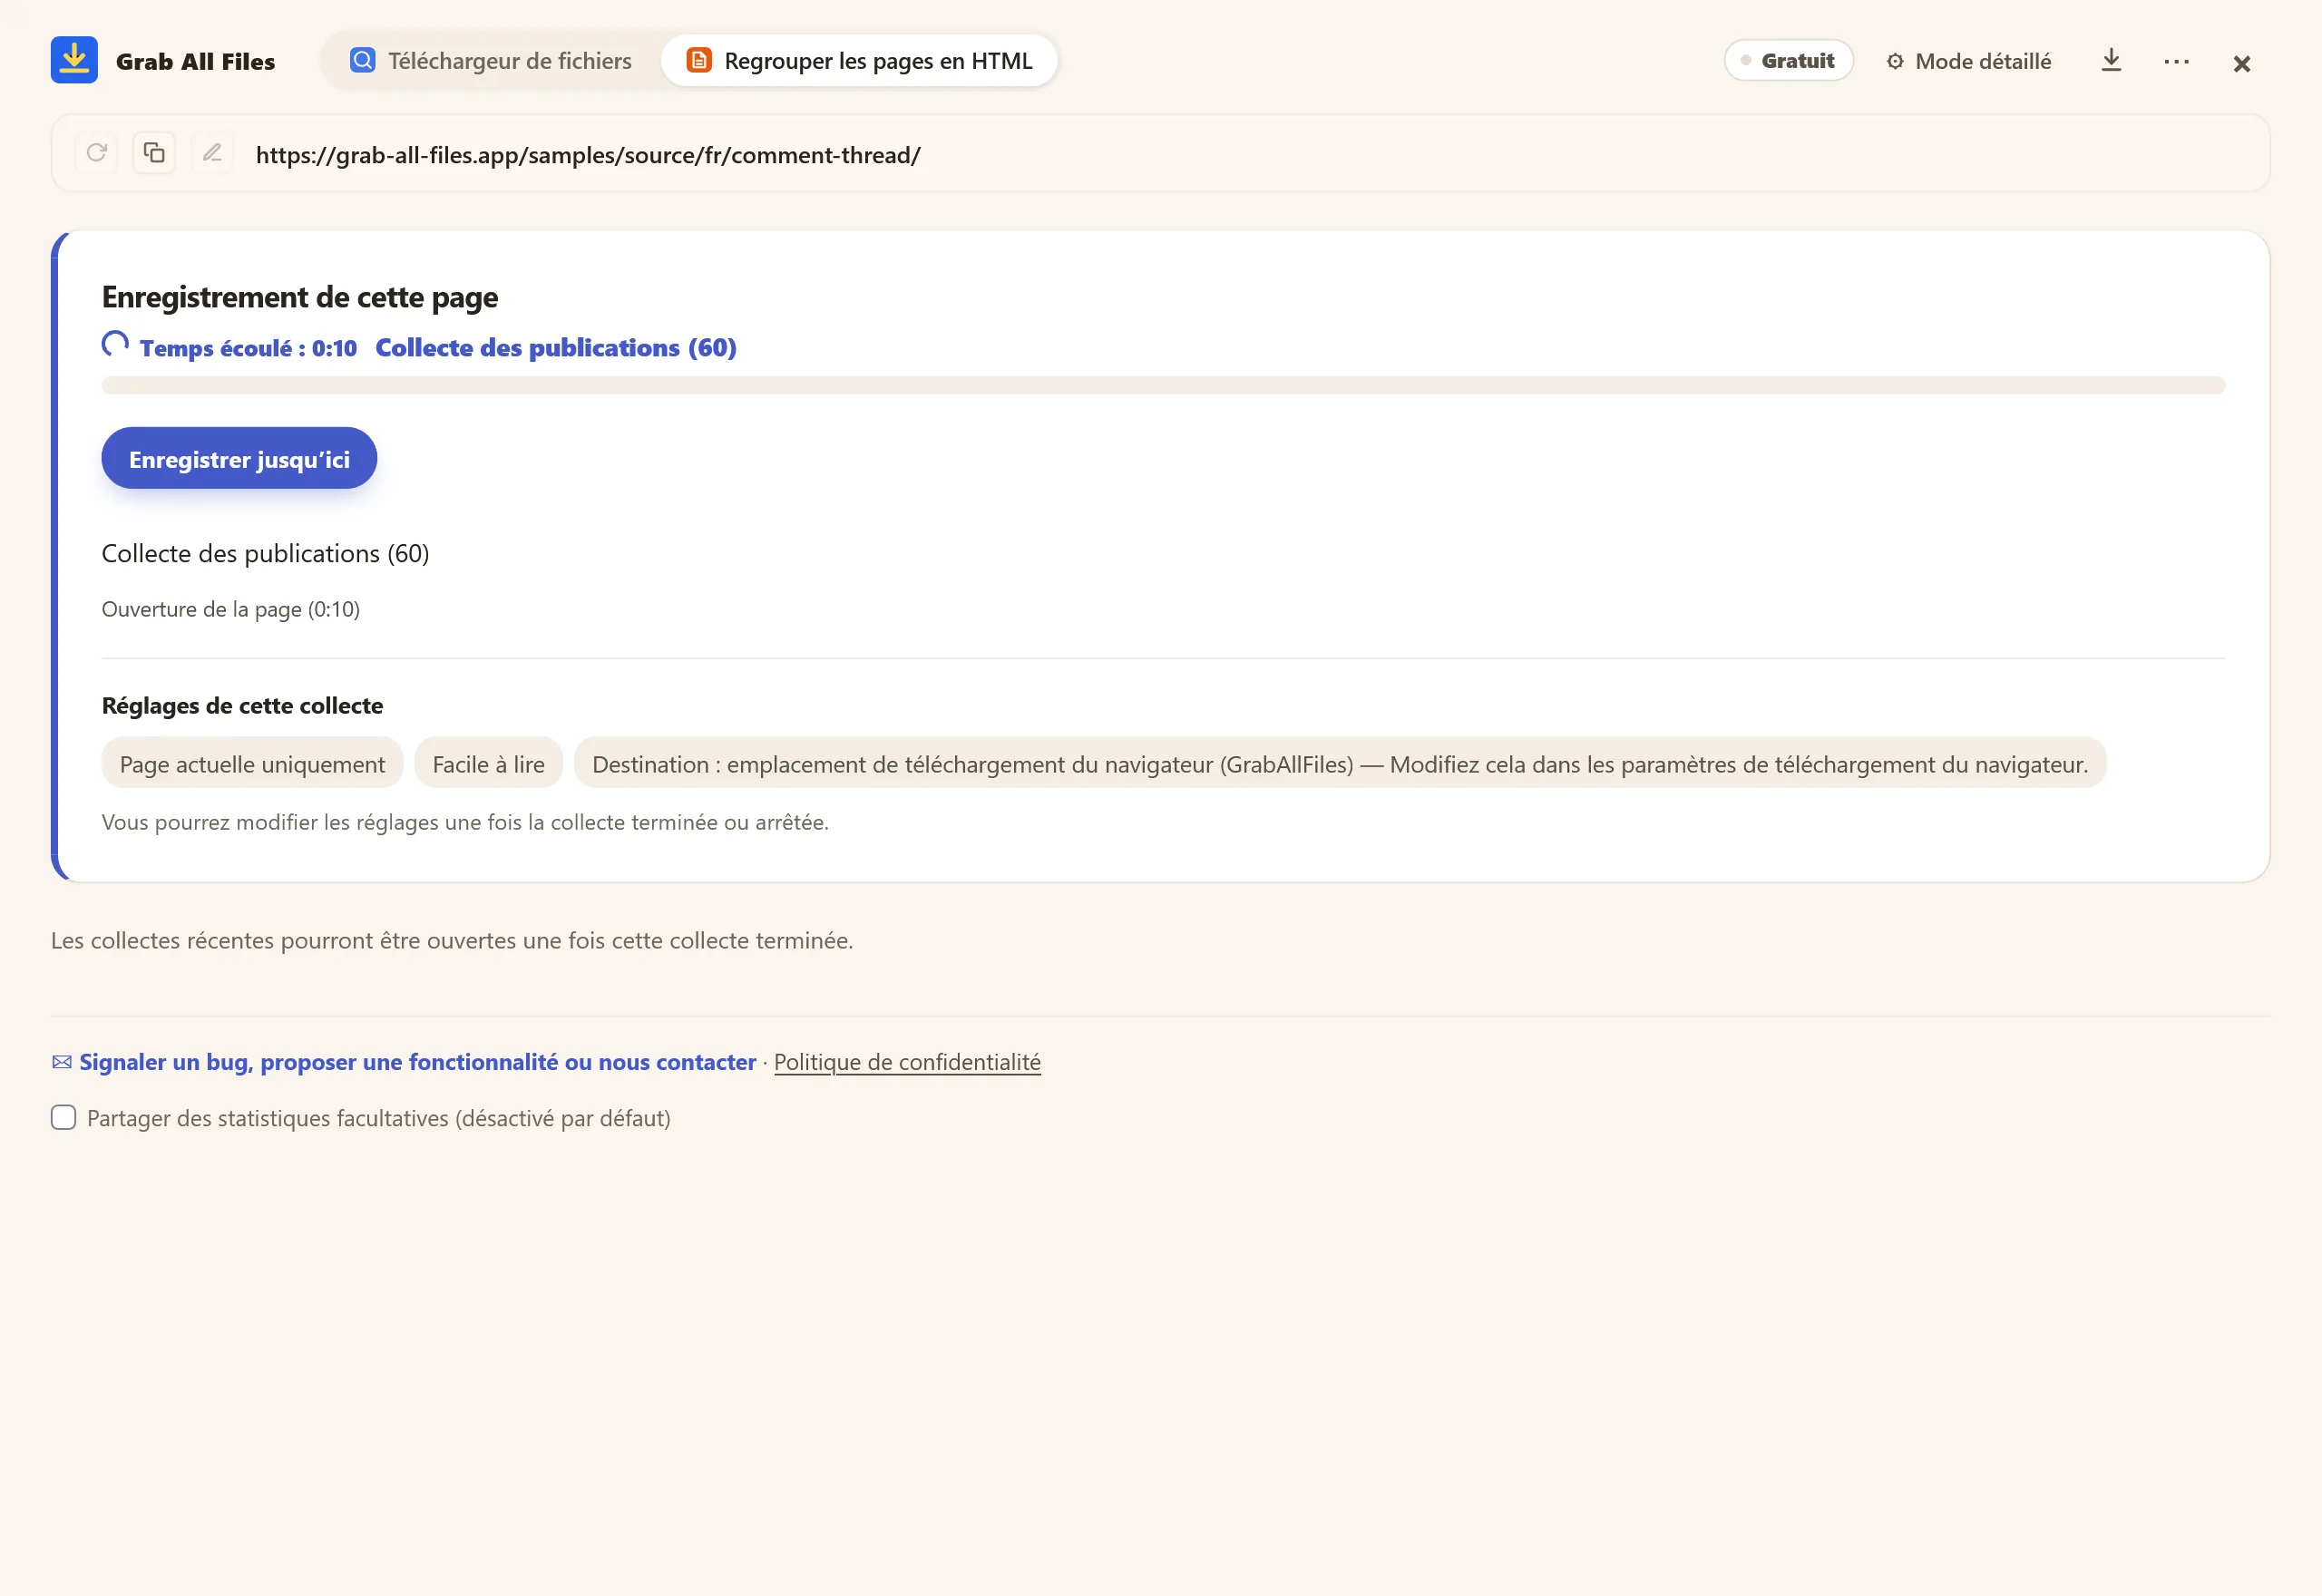 Grab All Files
Téléchargeur de fichiers
Regrouper les pages en HTML
Gratuit
Mode détaillé
https://grab-all-files.app/samples/source/fr/comment-thread/
Enregistrement de cette page
Temps écoulé : 0:10 Collecte des publications (60)
Enregistrer jusqu’ici
Collecte des publications (60)
Ouverture de la page (0:10)
Réglages de cette collecte
Page actuelle uniquement
Facile à lire
Destination : emplacement de téléchargement du navigateur (GrabAllFiles) — Modifiez cela dans les paramètres de téléchargement du navigateur.
Vous pourrez modifier les réglages une fois la collecte terminée ou arrêtée.
Les collectes récentes pourront être ouvertes une fois cette collecte terminée.
Signaler un bug, proposer une fonctionnalité ou nous contacter · Politique de confidentialité
Partager des statistiques facultatives (désactivé par défaut)